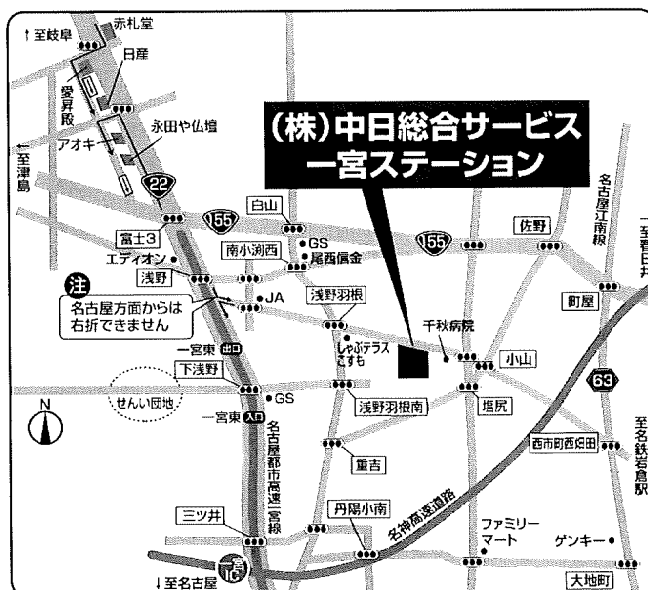 赤札堂
↑至岐阜
日産
愛昇殿
永田や仏壇
アオキ
←至津島
22
(株)中日総合サービス
一宮ステーション
155
白山
155
佐野
名古屋江南線
至春日井
富士3
GS
南小渕西
尾西信金
エディオン
浅野
町屋
注
名古屋方面からは
右折できません
JA
浅野羽根
千秋病院
しゃぶテラス
こすも
一宮東 出口
小山
下浅野
63
せんい団地
GS
一宮東 入口
浅野羽根南
塩尻
N
名古屋都市高速一宮線
重吉
西市町西畑田
至名鉄岩倉駅
名神高速道路
三ツ井
丹陽小南
ファミリー
マート
ゲンキー
一宮
IC
↓至名古屋
大地町